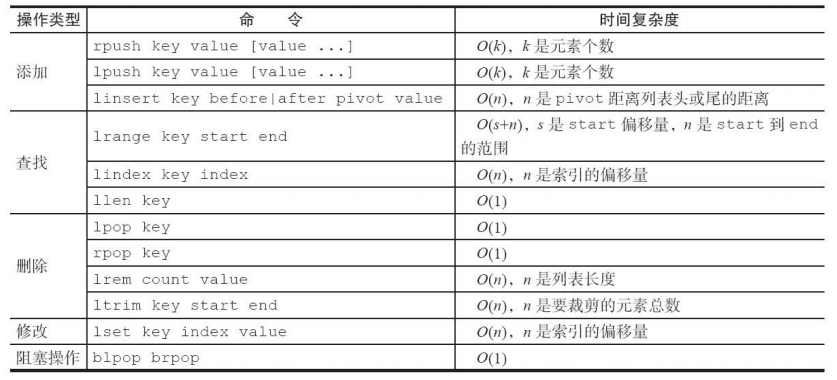 操作类型 命 令 时间复杂度
添加 rpush key value [value ...] O(k)，k 是元素个数
lpush key value [value ...] O(k)，k 是元素个数
linsert key before|after pivot value O(n)，n 是 pivot 距离列表头或尾的距离
查找 lrange key start end O(s+n)，s 是 start 偏移量，n 是 start 到 end
的范围
lindex key index O(n)，n 是索引的偏移量
llen key O(1)
删除 lpop key O(1)
rpop key O(1)
lrem count value O(n)，n 是列表长度
ltrim key start end O(n)，n 是要裁剪的元素总数
修改 lset key index value O(n)，n 是索引的偏移量
阻塞操作 blpop brpop O(1)